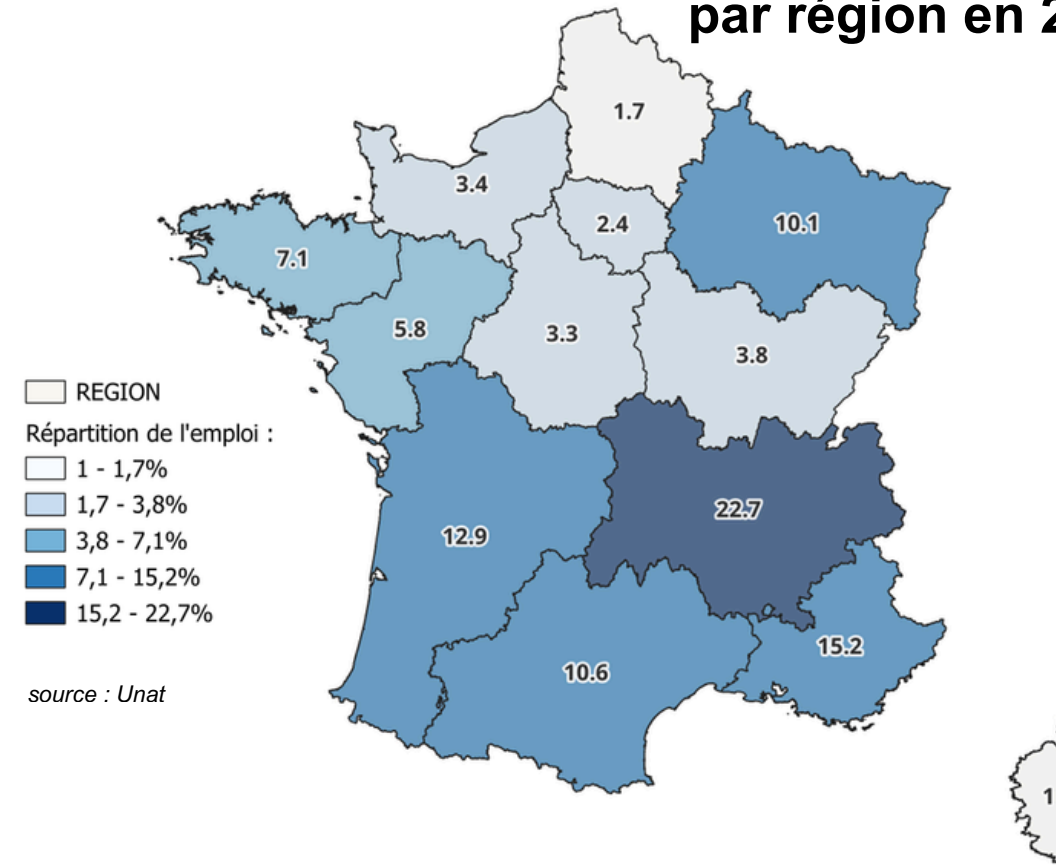 par région en 2
1.7
3.4
2.4
10.1
7.1
5.8
3.3
3.8
REGION
Répartition de l'emploi :
1 - 1,7%
1,7 - 3,8%
3,8 - 7,1%
7,1 - 15,2%
15,2 - 22,7%
22.7
12.9
15.2
10.6
source : Unat
1